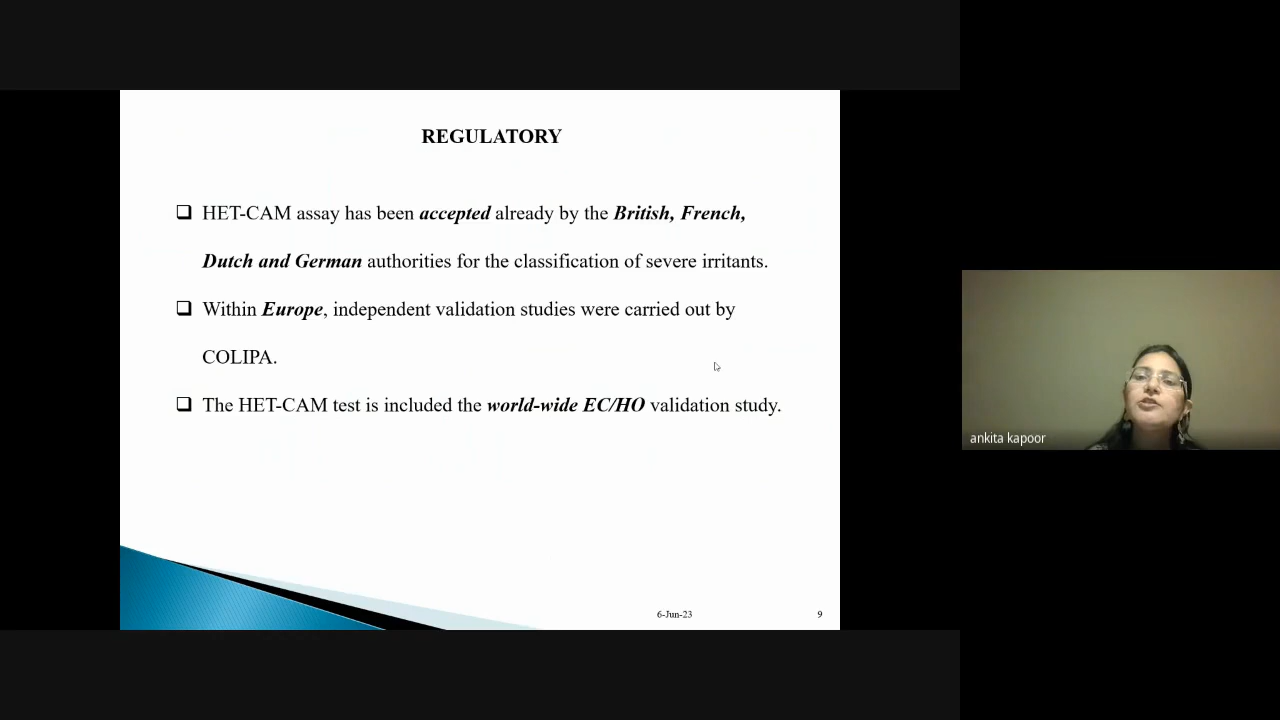 REGULATORY
❑ HET-CAM assay has been accepted already by the British, French,
Dutch and German authorities for the classification of severe irritants.
❑ Within Europe, independent validation studies were carried out by
COLIPA.
❑ The HET-CAM test is included the world-wide EC/HO validation study.
6-Jun-23
9
ankita kapoor